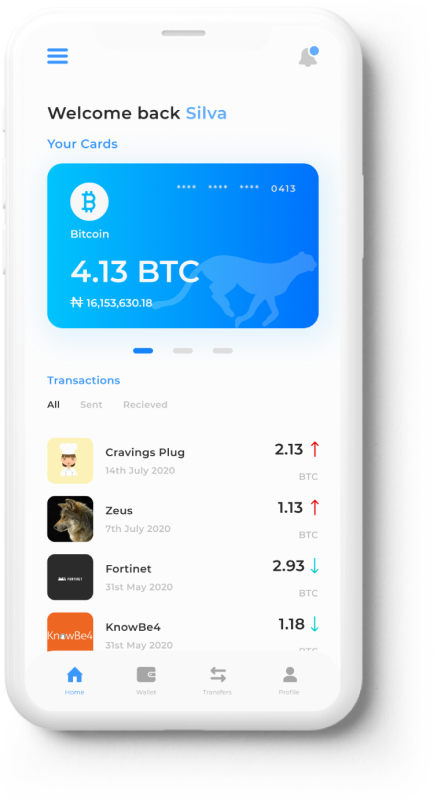 Welcome back Silva
Your Cards
**** **** **** 0413
Bitcoin
4.13 BTC
₦ 16,153,630.18
Transactions
All Sent Recieved
Cravings Plug 2.13
14th July 2020 BTC
Zeus 1.13
7th July 2020 BTC
FORTINET
Fortinet 2.93
31st May 2020 BTC
KnowBe4
KnowBe4 1.18
31st May 2020 BTC
Home Wallet Transfers Profile